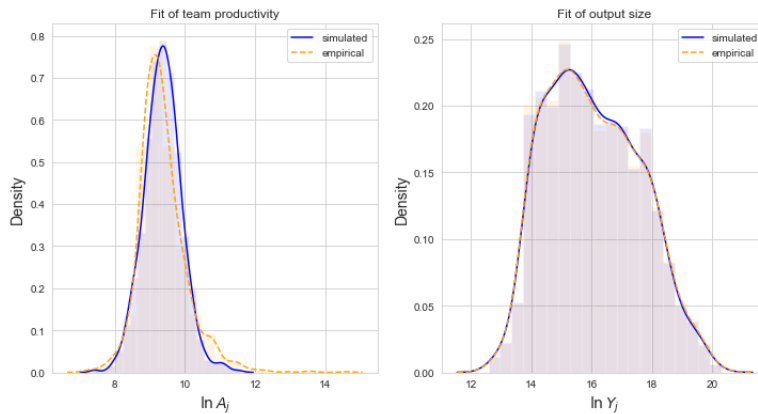 Fit of team productivity
simulated
empirical
Density
0.8
0.7
0.6
0.5
0.4
0.3
0.2
0.1
0.0
8
10
12
14
ln A_j
Fit of output size
simulated
empirical
Density
0.25
0.20
0.15
0.10
0.05
0.00
12
14
16
18
20
ln Y_j